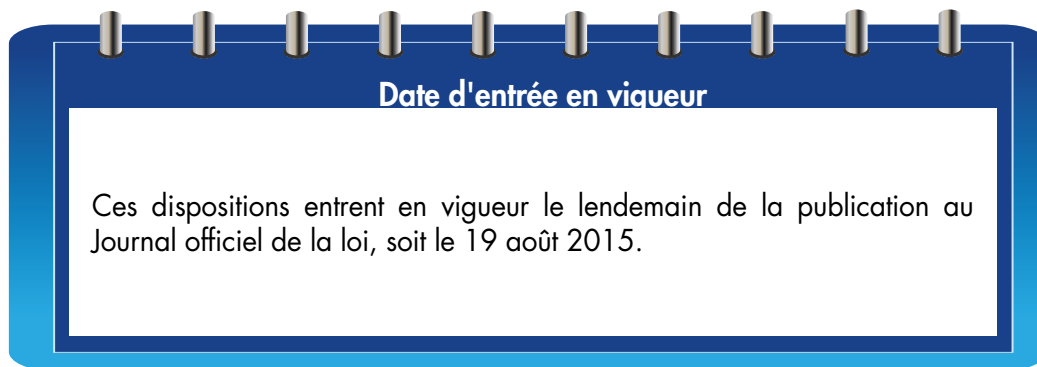 Date d'entrée en vigueur
Ces dispositions entrent en vigueur le lendemain de la publication au
Journal officiel de la loi, soit le 19 août 2015.